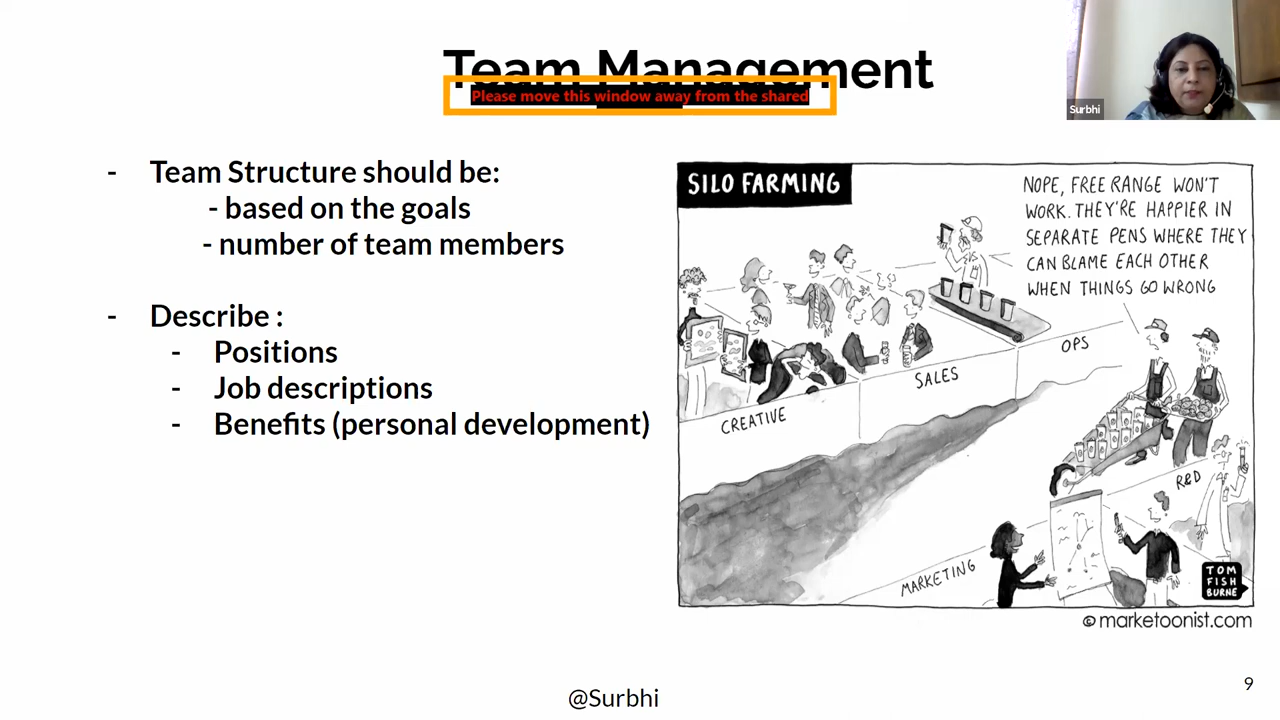 Team Management
Please move this window away from the shared
Surbhi
- Team Structure should be:
- based on the goals
- number of team members
- Describe :
- Positions
- Job descriptions
- Benefits (personal development)
SILO FARMING
NOPE, FREE RANGE WON'T
WORK. THEY'RE HAPPIER IN
SEPARATE PENS WHERE THEY
CAN BLAME EACH OTHER
WHEN THINGS GO WRONG
CREATIVE
SALES
OPS
R&D
MARKETING
TOM
FISH
BURNE
© marketoonist.com
@Surbhi
9